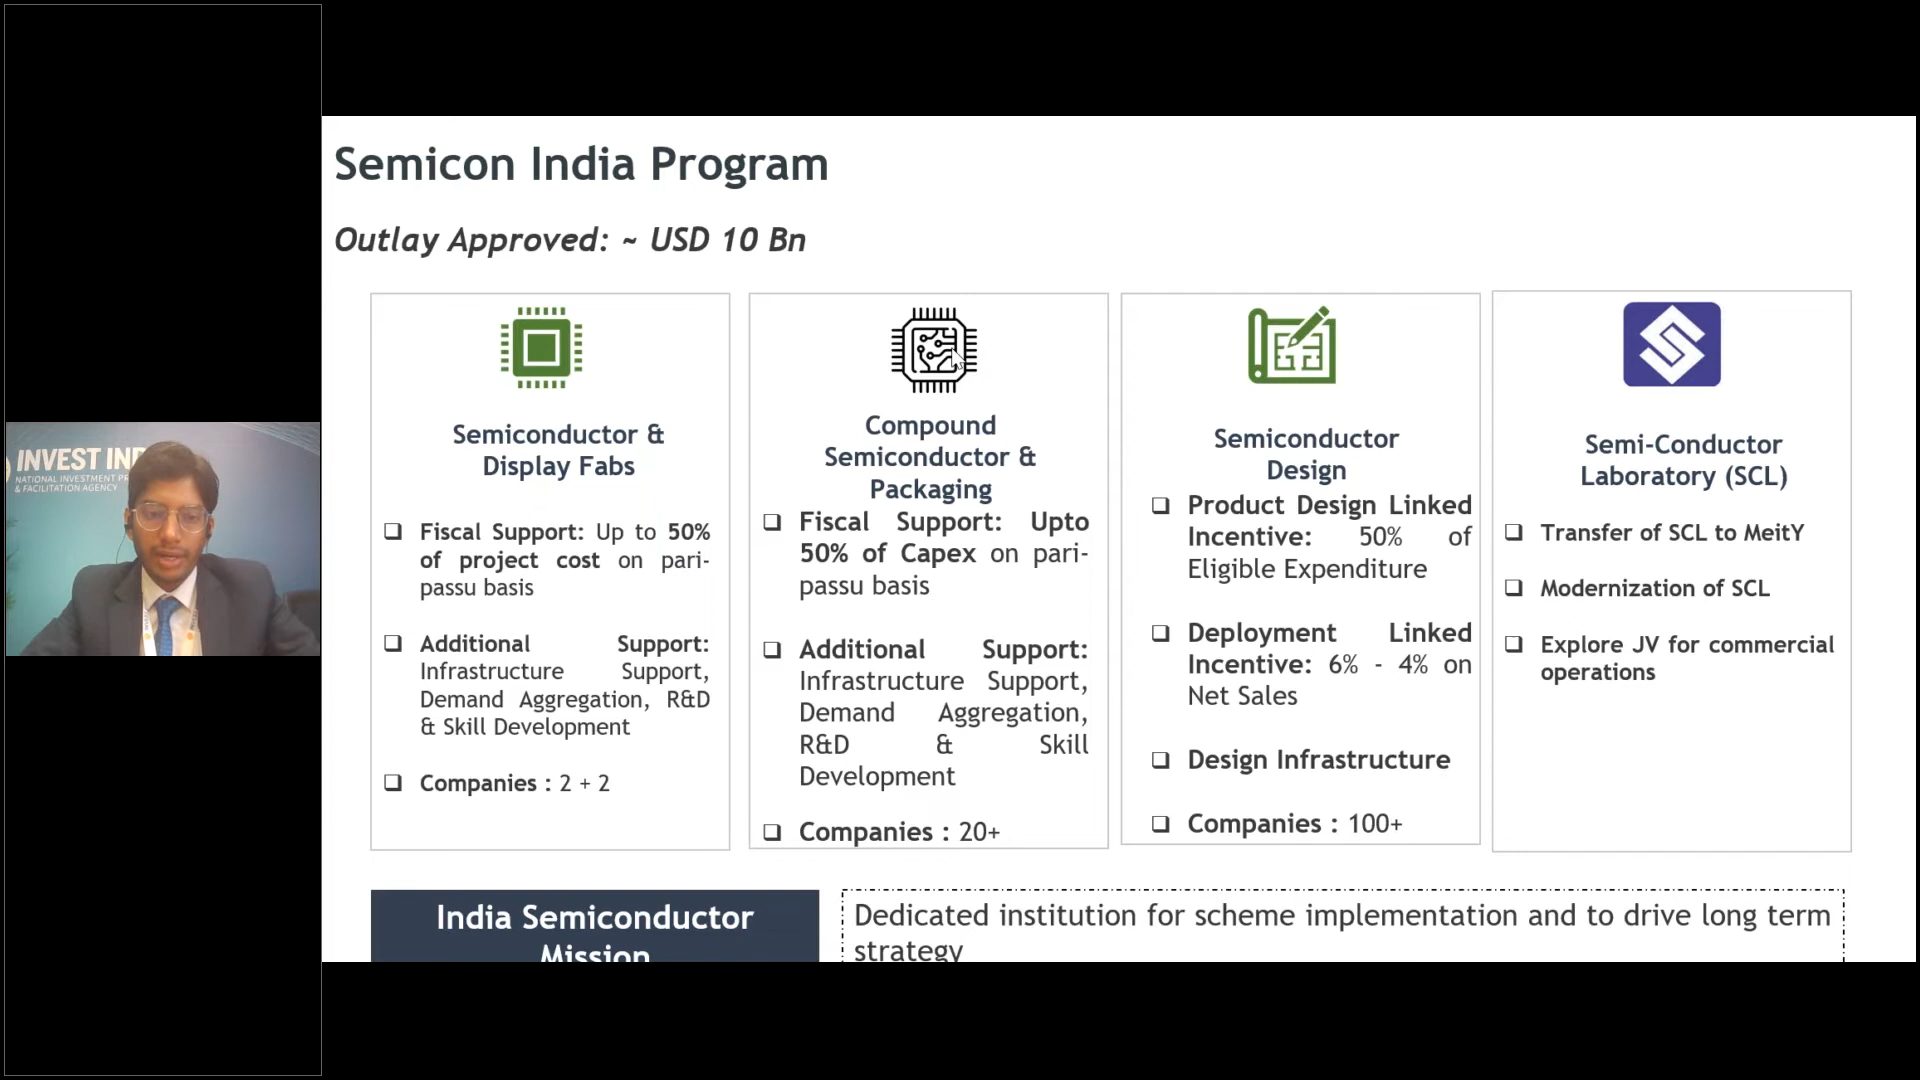 Semicon India Program
Outlay Approved: ~ USD 10 Bn
Semiconductor &
Display Fabs
❑ Fiscal Support: Up to 50%
of project cost on pari-
passu basis
❑ Additional Support:
Infrastructure Support,
Demand Aggregation, R&D
& Skill Development
❑ Companies : 2 + 2
Compound
Semiconductor &
Packaging
❑ Fiscal Support: Upto
50% of Capex on pari-
passu basis
❑ Additional Support:
Infrastructure Support,
Demand Aggregation,
R&D & Skill
Development
❑ Companies : 20+
Semiconductor
Design
❑ Product Design Linked
Incentive: 50% of
Eligible Expenditure
❑ Deployment Linked
Incentive: 6% - 4% on
Net Sales
❑ Design Infrastructure
❑ Companies : 100+
Semi-Conductor
Laboratory (SCL)
❑ Transfer of SCL to MeitY
❑ Modernization of SCL
❑ Explore JV for commercial
operations
India Semiconductor
Mission
Dedicated institution for scheme implementation and to drive long term
strategy
INVEST IND
NATIONAL INVESTMENT PR
& FACILITATION AGENCY